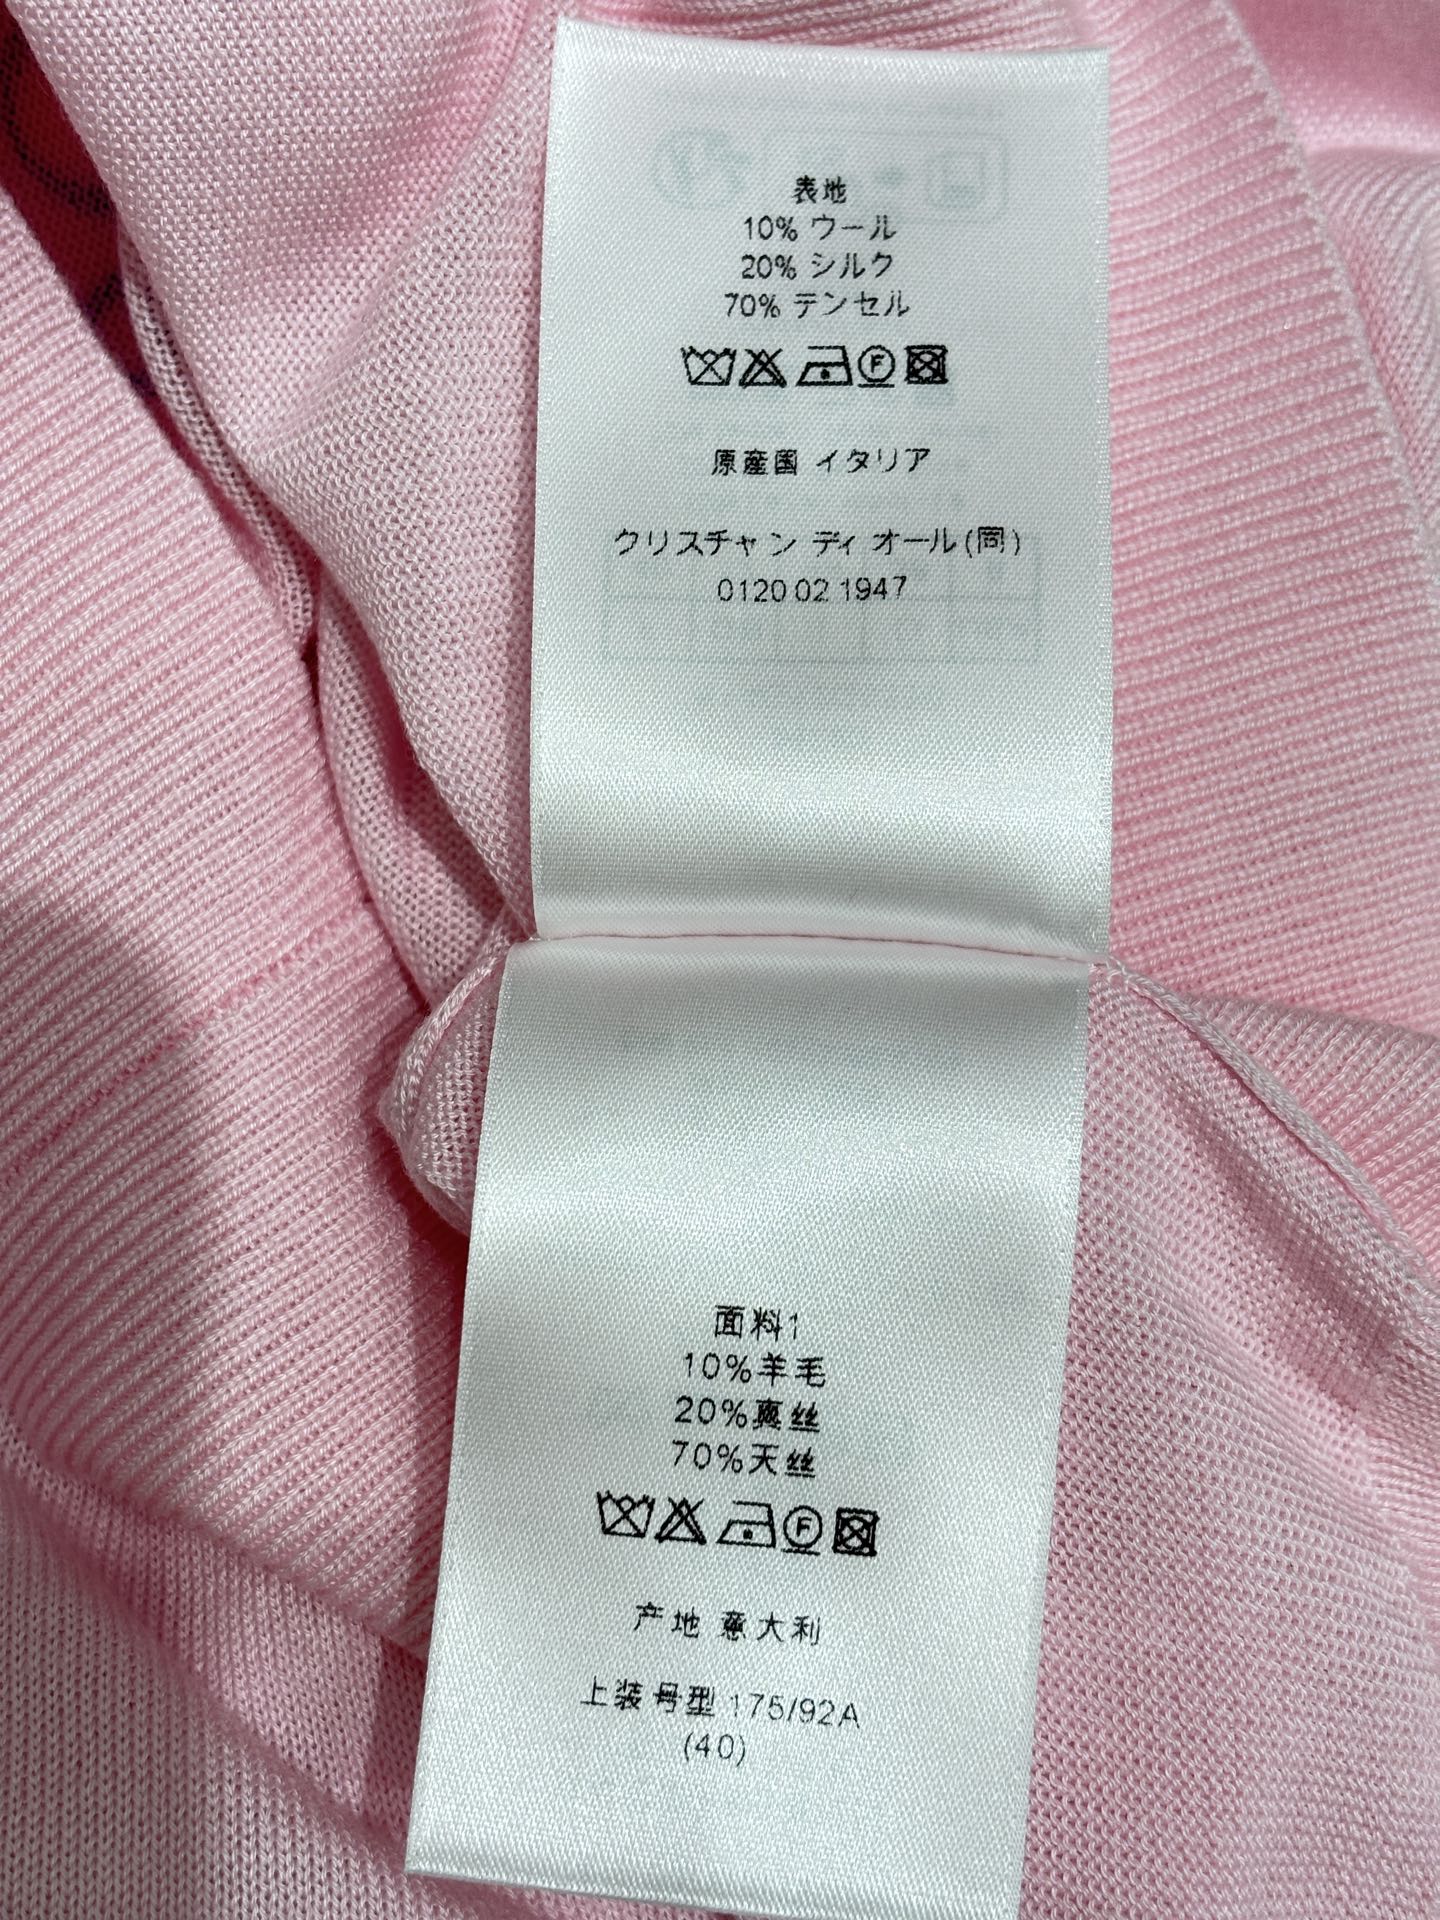 表地
10% ウール
20% シルク
70% テンセル
F
原産国 イタリア
クリスチャン ディオール(同)
0120 02 1947
面料1
10%羊毛
20%真丝
70%天丝
F
产地 意大利
上装号型 175/92A
(40)